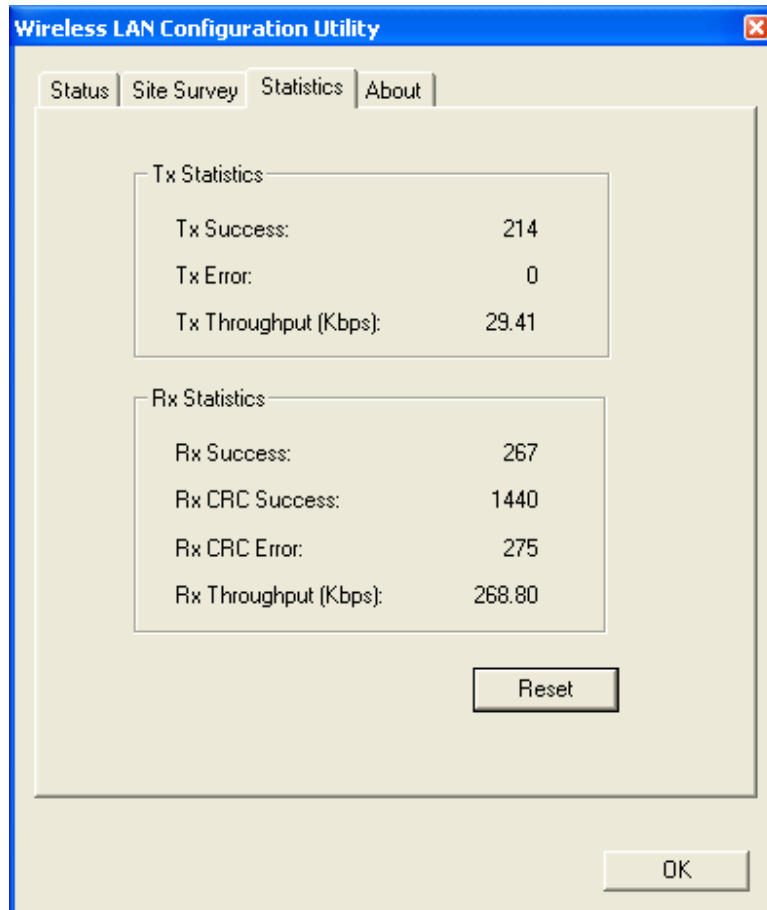 Wireless LAN Configuration Utility
Status Site Survey Statistics About
Tx Statistics
Tx Success: 214
Tx Error: 0
Tx Throughput (Kbps): 29.41
Rx Statistics
Rx Success: 267
Rx CRC Success: 1440
Rx CRC Error: 275
Rx Throughput (Kbps): 268.80
Reset
OK